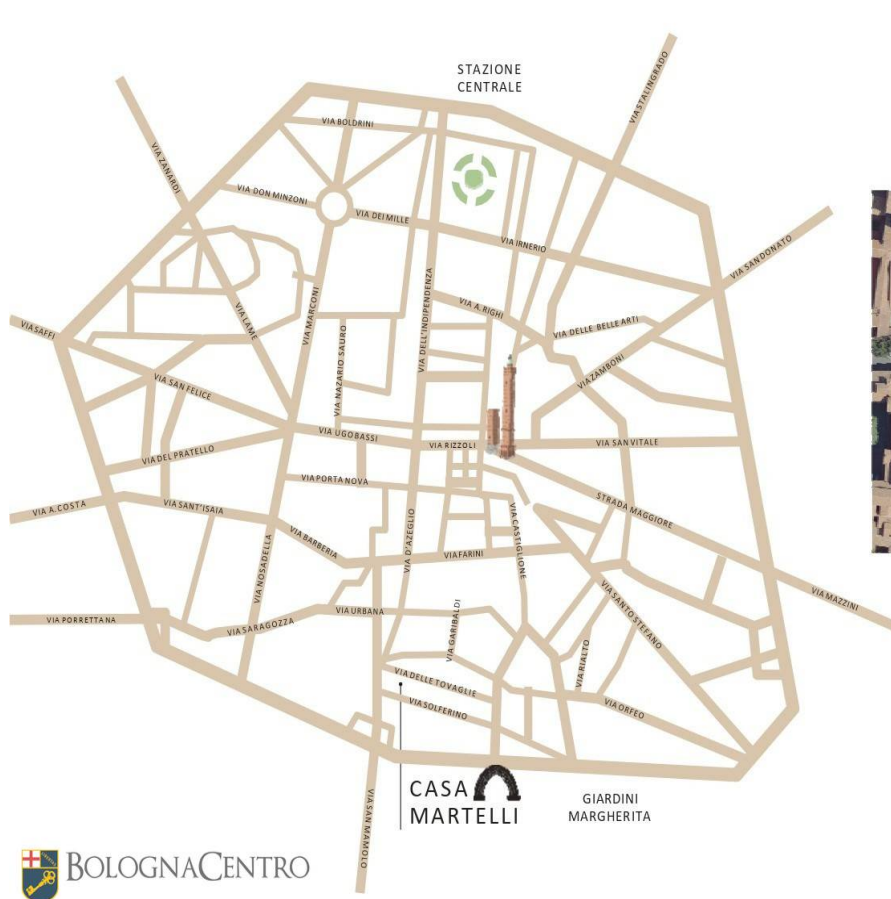 STAZIONE
CENTRALE
VIA STALINGRADO
VIA BOLDRINI
VIA ZANARDI
VIA DON MINZONI
VIA DEI MILLE
VIA IRNERIO
VIA SAN DONATO
VIA A. RIGHI
VIA DELL'INDIPENDENZA
VIA MARCONI
VIA LAME
VIA SAFFI
VIA NAZARIO SAURO
VIA DELLE BELLE ARTI
VIA ZAMBONI
VIA SAN FELICE
VIA UGO BASSI
VIA RIZZOLI
VIA SAN VITALE
VIA DEL PRATELLO
VIA PORTA NOVA
STRADA MAGGIORE
VIA A. COSTA
VIA SANT'ISAIA
VIA BARBERIA
VIA D'AZEGLIO
VIA FARINI
VIA CASTIGLIONE
VIA NOSADELLA
VIA MAZZINI
VIA SANTO STEFANO
VIA PORRETTANA
VIA SARAGOZZA
VIA URBANA
VIA GARIBALDI
VIA RIALTO
VIA DELLE TOVAGLIE
VIA SOLFERINO
VIA ORFEO
VIA SAN MAMOLO
CASA
MARTELLI
GIARDINI
MARGHERITA
BOLOGNACENTRO